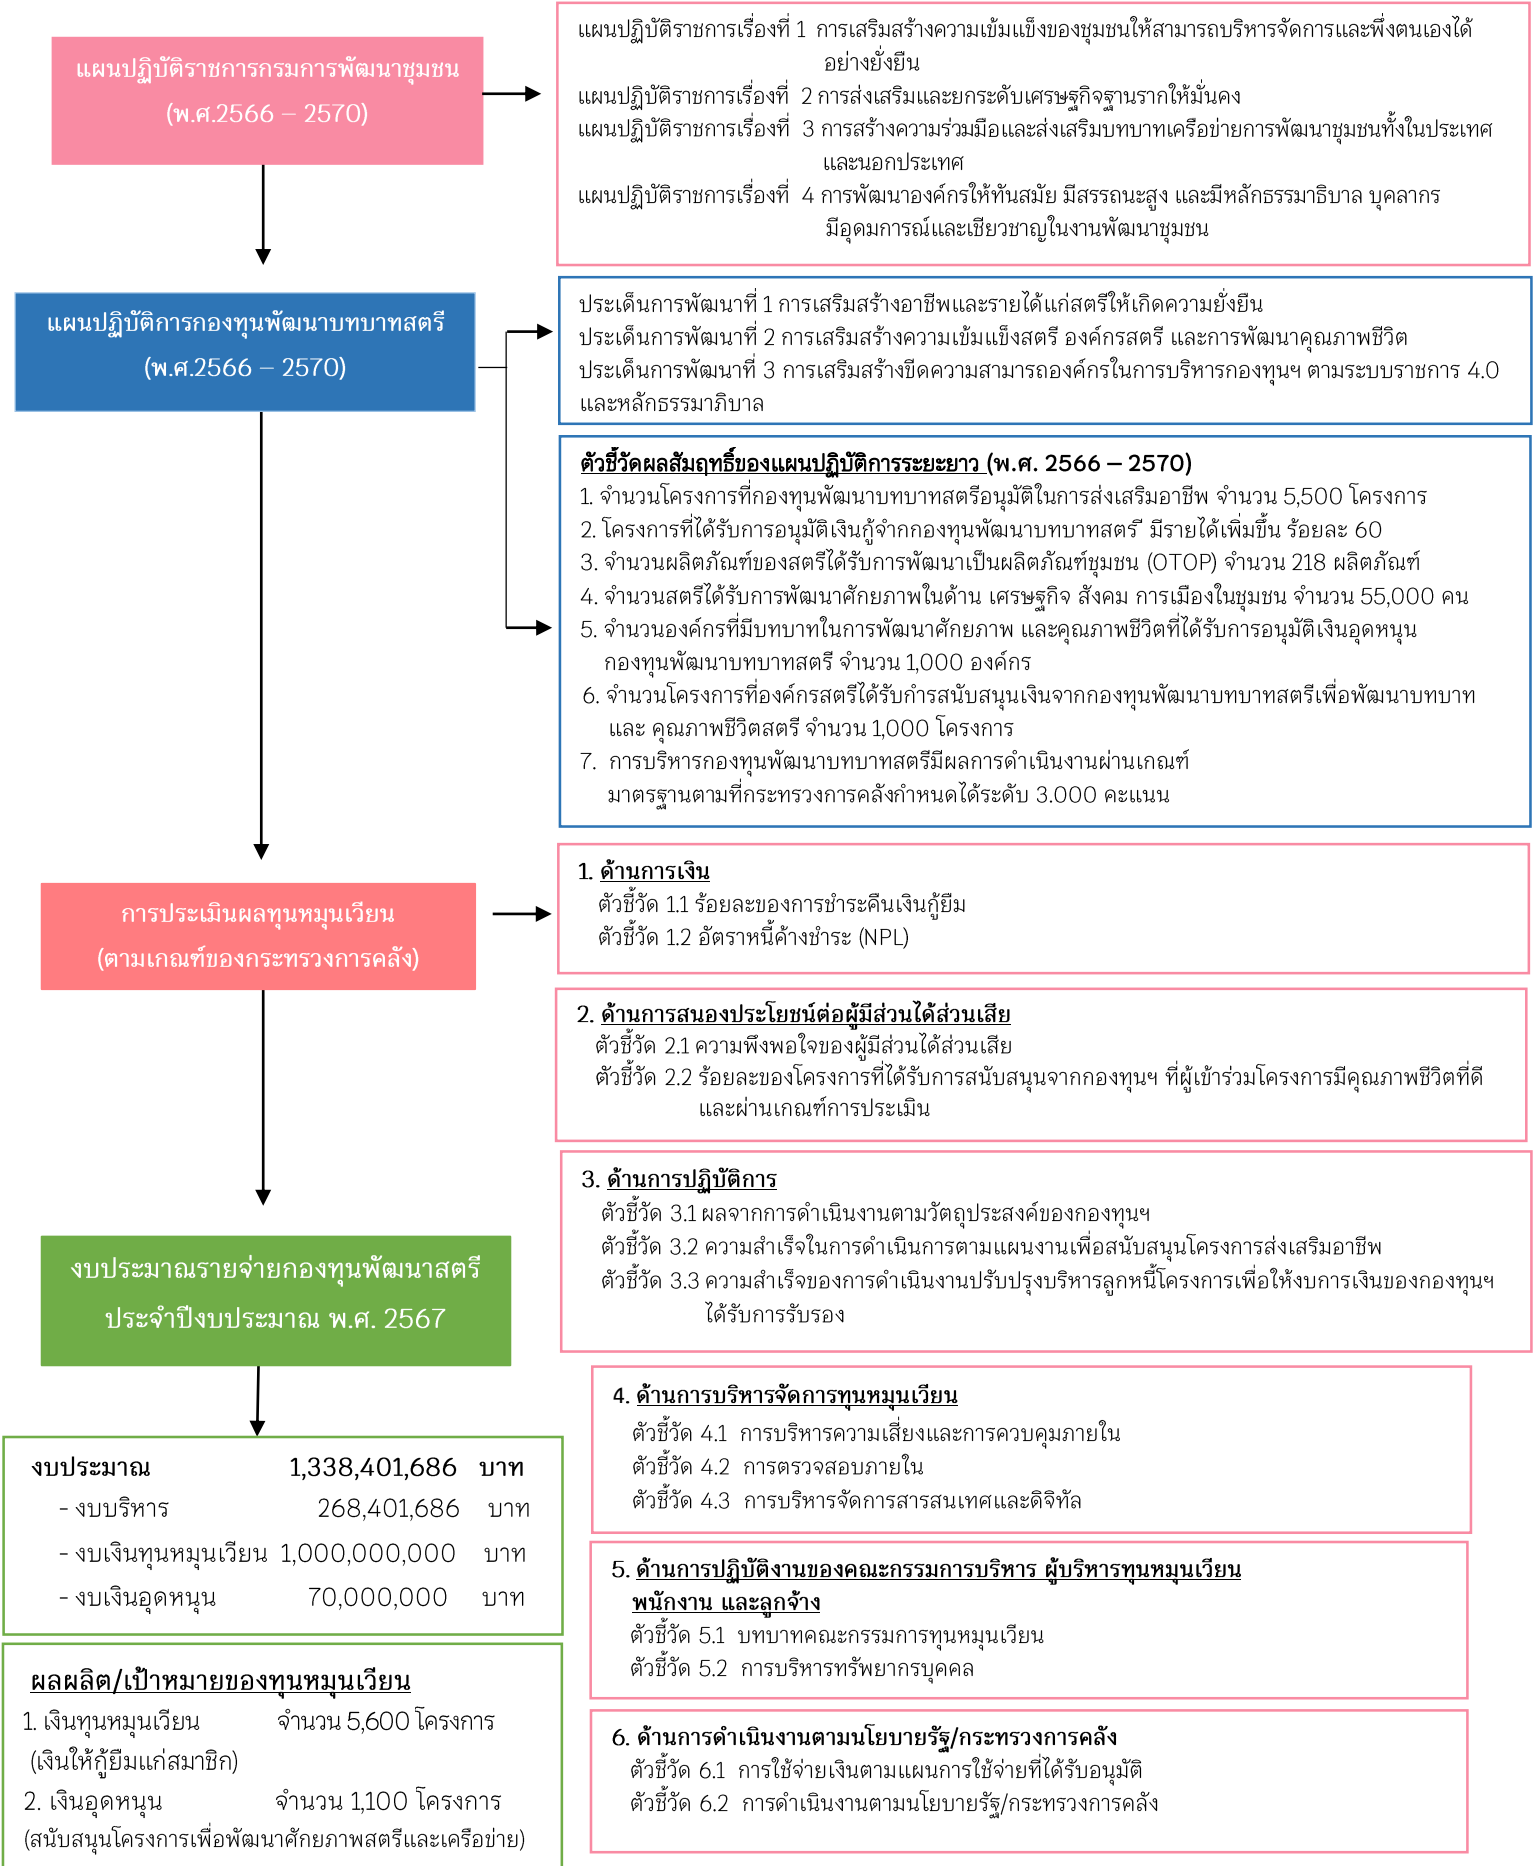 แผนปฏิบัติราชการกรมการพัฒนาชุมชน
(พ.ศ.2566 – 2570)
แผนปฏิบัติราชการเรื่องที่ 1 การเสริมสร้างความเข้มแข็งของชุมชนให้สามารถบริหารจัดการและพึ่งตนเองได้
อย่างยั่งยืน
แผนปฏิบัติราชการเรื่องที่ 2 การส่งเสริมและยกระดับเศรษฐกิจฐานรากให้มั่นคง
แผนปฏิบัติราชการเรื่องที่ 3 การสร้างความร่วมมือและส่งเสริมบทบาทเครือข่ายการพัฒนาชุมชนทั้งในประเทศ
และนอกประเทศ
แผนปฏิบัติราชการเรื่องที่ 4 การพัฒนาองค์กรให้ทันสมัย มีสรรถนะสูง และมีหลักธรรมาธิบาล บุคลากร
มีอุดมการณ์และเชียวชาญในงานพัฒนาชุมชน
แผนปฏิบัติการกองทุนพัฒนาบทบาทสตรี
(พ.ศ.2566 – 2570)
ประเด็นการพัฒนาที่ 1 การเสริมสร้างอาชีพและรายได้แก่สตรีให้เกิดความยั่งยืน
ประเด็นการพัฒนาที่ 2 การเสริมสร้างความเข้มแข็งสตรี องค์กรสตรี และการพัฒนาคุณภาพชีวิต
ประเด็นการพัฒนาที่ 3 การเสริมสร้างขีดความสามารถองค์กรในการบริหารกองทุนฯ ตามระบบราชการ 4.0
และหลักธรรมาภิบาล
ตัวชี้วัดผลสัมฤทธิ์ของแผนปฏิบัติการระยะยาว (พ.ศ. 2566 – 2570)
1. จำนวนโครงการที่กองทุนพัฒนาบทบาทสตรีอนุมัติในการส่งเสริมอาชีพ จำนวน 5,500 โครงการ
2. โครงการที่ได้รับการอนุมัติเงินกู้จำกกองทุนพัฒนาบทบาทสตรี มีรายได้เพิ่มขึ้น ร้อยละ 60
3. จำนวนผลิตภัณฑ์ของสตรีได้รับการพัฒนาเป็นผลิตภัณฑ์ชุมชน (OTOP) จำนวน 218 ผลิตภัณฑ์
4. จำนวนสตรีได้รับการพัฒนาศักยภาพในด้าน เศรษฐกิจ สังคม การเมืองในชุมชน จำนวน 55,000 คน
5. จำนวนองค์กรที่มีบทบาทในการพัฒนาศักยภาพ และคุณภาพชีวิตที่ได้รับการอนุมัติเงินอุดหนุน
กองทุนพัฒนาบทบาทสตรี จำนวน 1,000 องค์กร
6. จำนวนโครงการที่องค์กรสตรีได้รับกำรสนับสนุนเงินจากกองทุนพัฒนาบทบาทสตรีเพื่อพัฒนาบทบาท
และ คุณภาพชีวิตสตรี จำนวน 1,000 โครงการ
7. การบริหารกองทุนพัฒนาบทบาทสตรีมีผลการดำเนินงานผ่านเกณฑ์
มาตรฐานตามที่กระทรวงการคลังกำหนดได้ระดับ 3.000 คะแนน
การประเมินผลทุนหมุนเวียน
(ตามเกณฑ์ของกระทรวงการคลัง)
1. ด้านการเงิน
ตัวชี้วัด 1.1 ร้อยละของการชำระคืนเงินกู้ยืม
ตัวชี้วัด 1.2 อัตราหนี้ค้างชำระ (NPL)
2. ด้านการสนองประโยชน์ต่อผู้มีส่วนได้ส่วนเสีย
ตัวชี้วัด 2.1 ความพึงพอใจของผู้มีส่วนได้ส่วนเสีย
ตัวชี้วัด 2.2 ร้อยละของโครงการที่ได้รับการสนับสนุนจากกองทุนฯ ที่ผู้เข้าร่วมโครงการมีคุณภาพชีวิตที่ดี
และผ่านเกณฑ์การประเมิน
3. ด้านการปฏิบัติการ
ตัวชี้วัด 3.1 ผลจากการดำเนินงานตามวัตถุประสงค์ของกองทุนฯ
ตัวชี้วัด 3.2 ความสำเร็จในการดำเนินการตามแผนงานเพื่อสนับสนุนโครงการส่งเสริมอาชีพ
ตัวชี้วัด 3.3 ความสำเร็จของการดำเนินงานปรับปรุงบริหารลูกหนี้โครงการเพื่อให้งบการเงินของกองทุนฯ
ได้รับการรับรอง
งบประมาณรายจ่ายกองทุนพัฒนาสตรี
ประจำปีงบประมาณ พ.ศ. 2567
4. ด้านการบริหารจัดการทุนหมุนเวียน
ตัวชี้วัด 4.1 การบริหารความเสี่ยงและการควบคุมภายใน
ตัวชี้วัด 4.2 การตรวจสอบภายใน
ตัวชี้วัด 4.3 การบริหารจัดการสารสนเทศและดิจิทัล
งบประมาณ 1,338,401,686 บาท
- งบบริหาร 268,401,686 บาท
- งบเงินทุนหมุนเวียน 1,000,000,000 บาท
- งบเงินอุดหนุน 70,000,000 บาท
5. ด้านการปฏิบัติงานของคณะกรรมการบริหาร ผู้บริหารทุนหมุนเวียน
พนักงาน และลูกจ้าง
ตัวชี้วัด 5.1 บทบาทคณะกรรมการทุนหมุนเวียน
ตัวชี้วัด 5.2 การบริหารทรัพยากรบุคคล
ผลผลิต/เป้าหมายของทุนหมุนเวียน
1. เงินทุนหมุนเวียน จำนวน 5,600 โครงการ
(เงินให้กู้ยืมแก่สมาชิก)
2. เงินอุดหนุน จำนวน 1,100 โครงการ
(สนับสนุนโครงการเพื่อพัฒนาศักยภาพสตรีและเครือข่าย)
6. ด้านการดำเนินงานตามนโยบายรัฐ/กระทรวงการคลัง
ตัวชี้วัด 6.1 การใช้จ่ายเงินตามแผนการใช้จ่ายที่ได้รับอนุมัติ
ตัวชี้วัด 6.2 การดำเนินงานตามนโยบายรัฐ/กระทรวงการคลัง